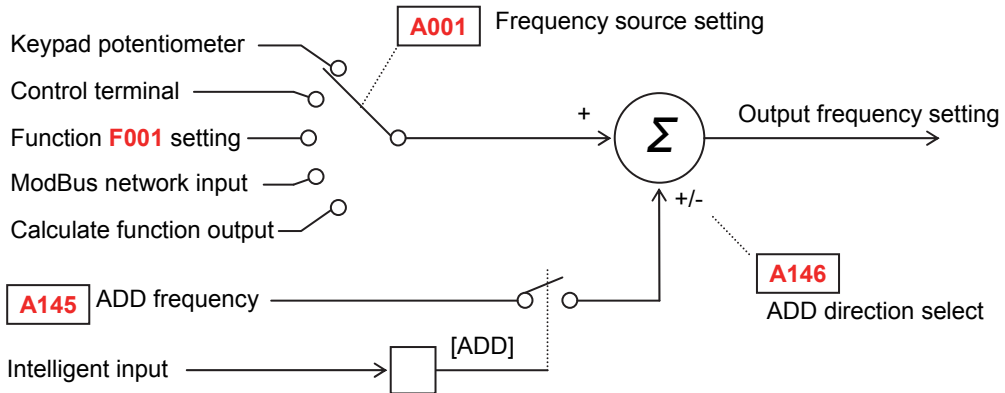 A001 Frequency source setting
Keypad potentiometer
Control terminal
Function F001 setting
+ Σ Output frequency setting
ModBus network input
+/-
Calculate function output
A146
ADD direction select
A145 ADD frequency
[ADD]
Intelligent input